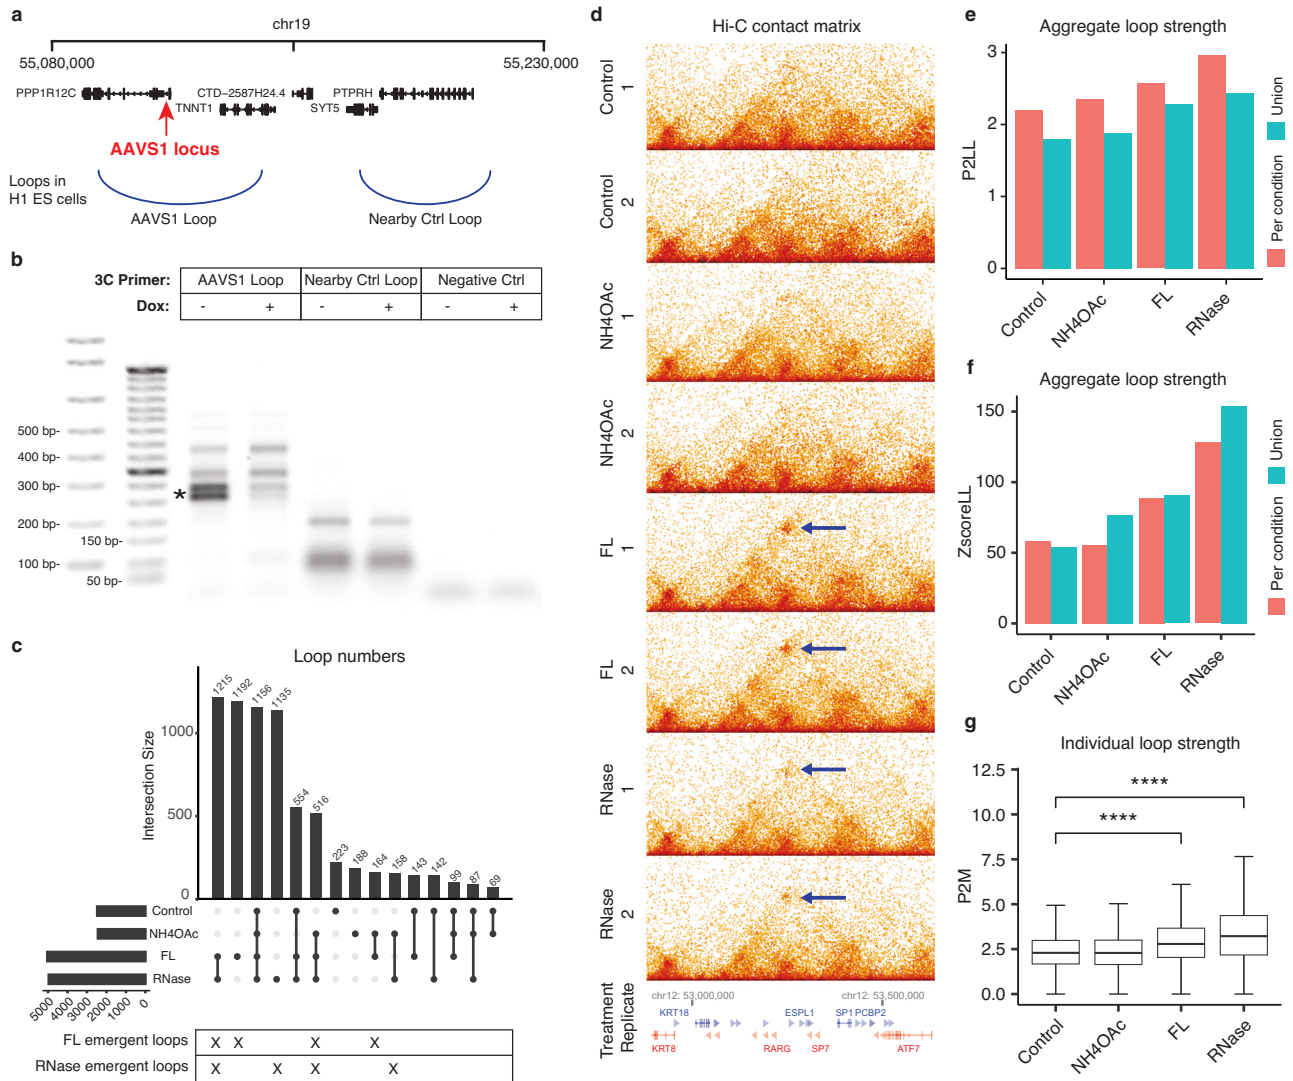 a
chr19
55,080,000
55,230,000
PPP1R12C
CTD−2587H24.4
PTPRH
TNNT1
SYT5
AAVS1 locus
Loops in
H1 ES cells
AAVS1 Loop
Nearby Ctrl Loop
b
3C Primer:
AAVS1 Loop
Nearby Ctrl Loop
Negative Ctrl
Dox:
-
+
-
+
-
+
500 bp-
400 bp-
300 bp-
*
200 bp-
150 bp-
100 bp-
50 bp-
c
Loop numbers
Intersection Size
1000
500
0
1215
1192
1156
1135
554
516
223
188
164
158
143
142
99
87
69
Control
NH4OAc
FL
RNase
5000
4000
3000
2000
1000
0
FL emergent loops
X X X X
RNase emergent loops
X X X X
d
Hi-C contact matrix
Control
1
Control
2
NH4OAc
1
NH4OAc
2
FL
1
FL
2
RNase
1
RNase
2
Treatment
Replicate
chr12: 53,000,000
chr12: 53,500,000
KRT18
ESPL1
SP1
PCBP2
KRT8
RARG
SP7
ATF7
e
Aggregate loop strength
P2LL
3
2
1
0
Control
NH4OAc
FL
RNase
Per condition
Union
f
Aggregate loop strength
ZscoreLL
150
100
50
0
Control
NH4OAc
FL
RNase
Per condition
Union
g
Individual loop strength
P2M
12.5
10.0
7.5
5.0
2.5
0.0
****
****
Control
NH4OAc
FL
RNase